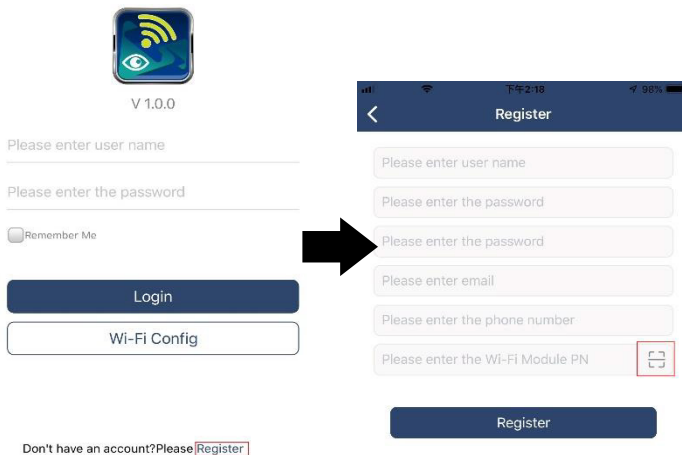 V 1.0.0
Please enter user name
Please enter the password
Remember Me
Login
Wi-Fi Config
Don't have an account?Please Register
下午2:18
98%
Register
Please enter user name
Please enter the password
Please enter the password
Please enter email
Please enter the phone number
Please enter the Wi-Fi Module PN
Register